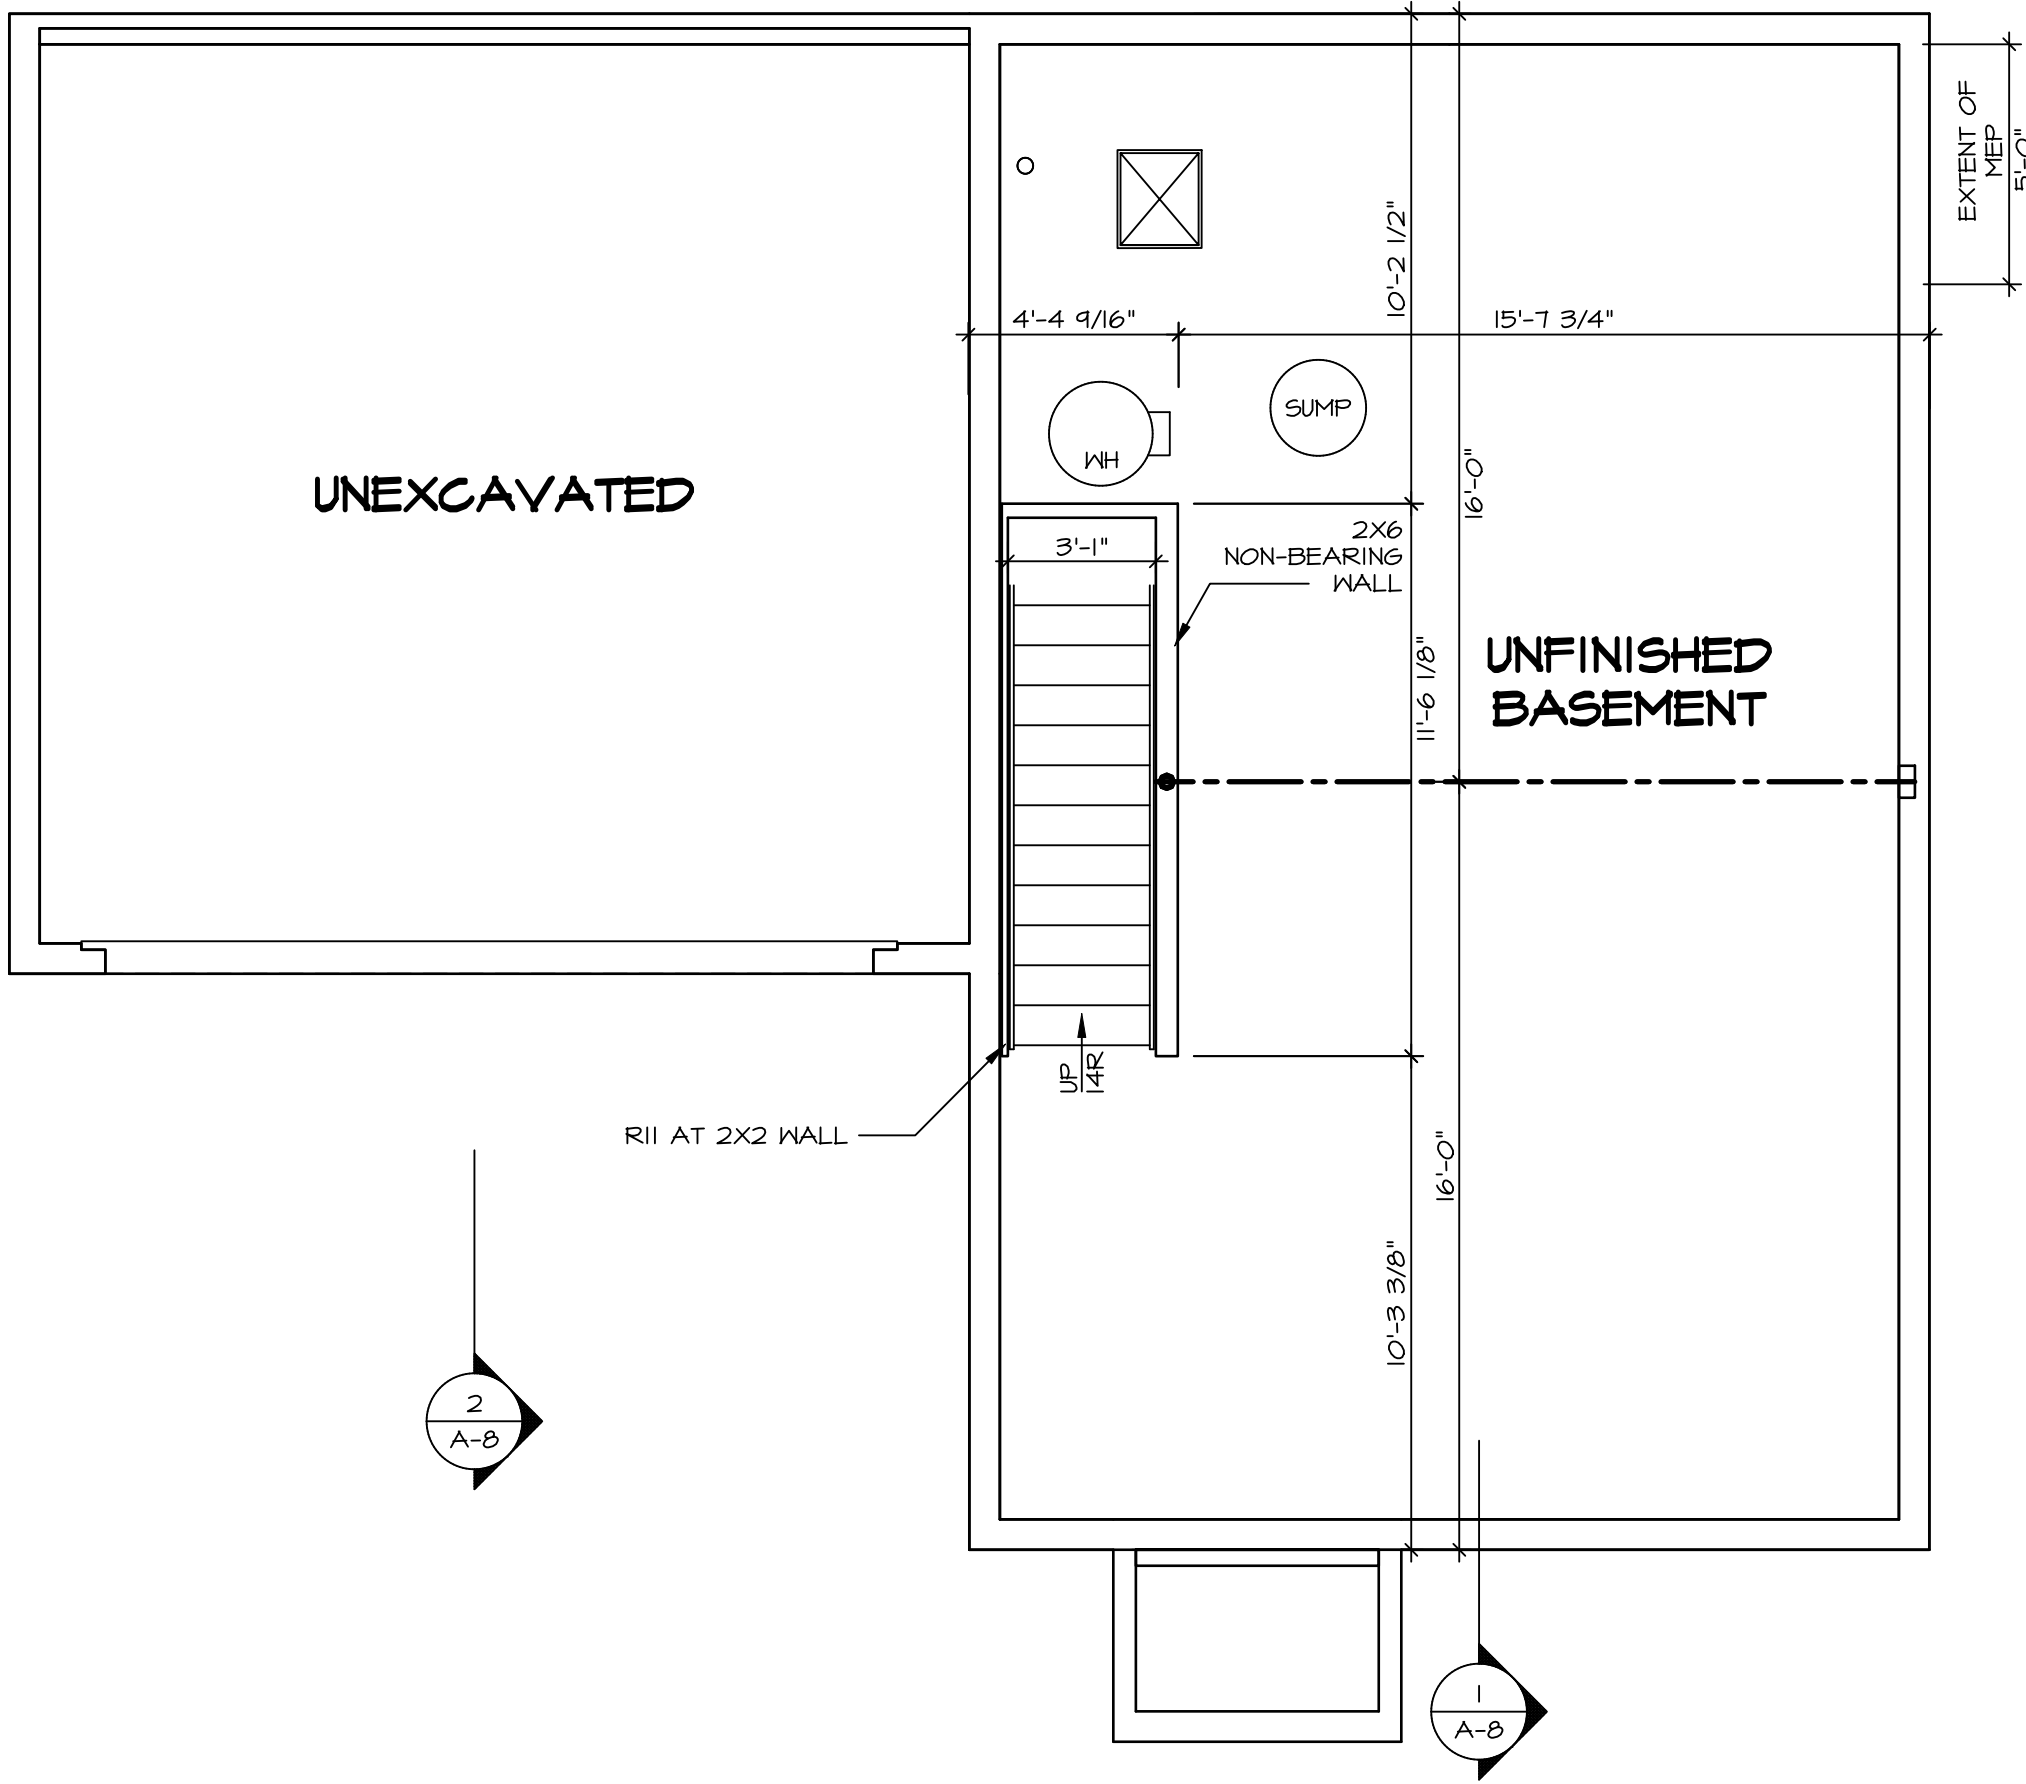 EXTENT OF
MEP
5'-0"
10'-2 1/2"
4'-4 9/16"
15'-7 3/4"
SUMP
WH
16'-0"
UNEXCAVATED
2X6
NON-BEARING
WALL
3'-1"
11'-6 1/8"
UNFINISHED
BASEMENT
UP
14R
R11 AT 2X2 WALL
16'-0"
10'-3 3/8"
2
A-8
1
A-8